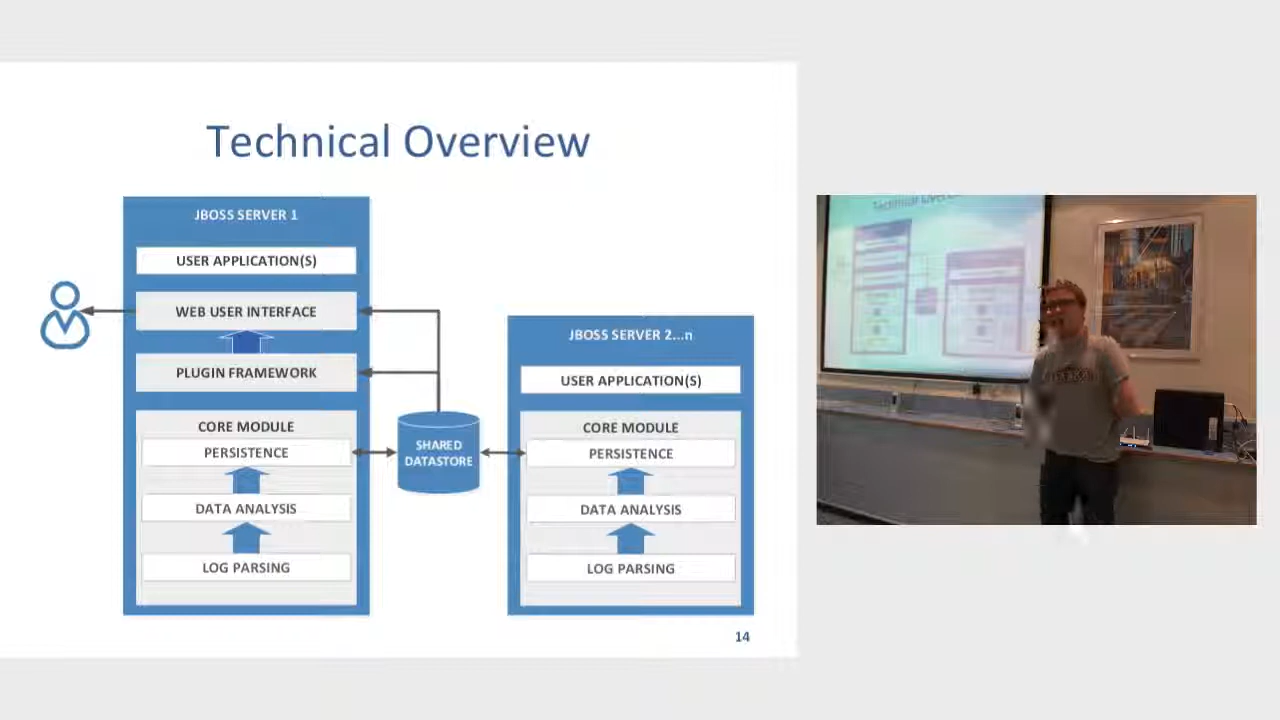 Technical Overview
JBOSS SERVER 1
USER APPLICATION(S)
WEB USER INTERFACE
PLUGIN FRAMEWORK
CORE MODULE
PERSISTENCE
DATA ANALYSIS
LOG PARSING
SHARED
DATASTORE
JBOSS SERVER 2...n
USER APPLICATION(S)
CORE MODULE
PERSISTENCE
DATA ANALYSIS
LOG PARSING
14
Technical